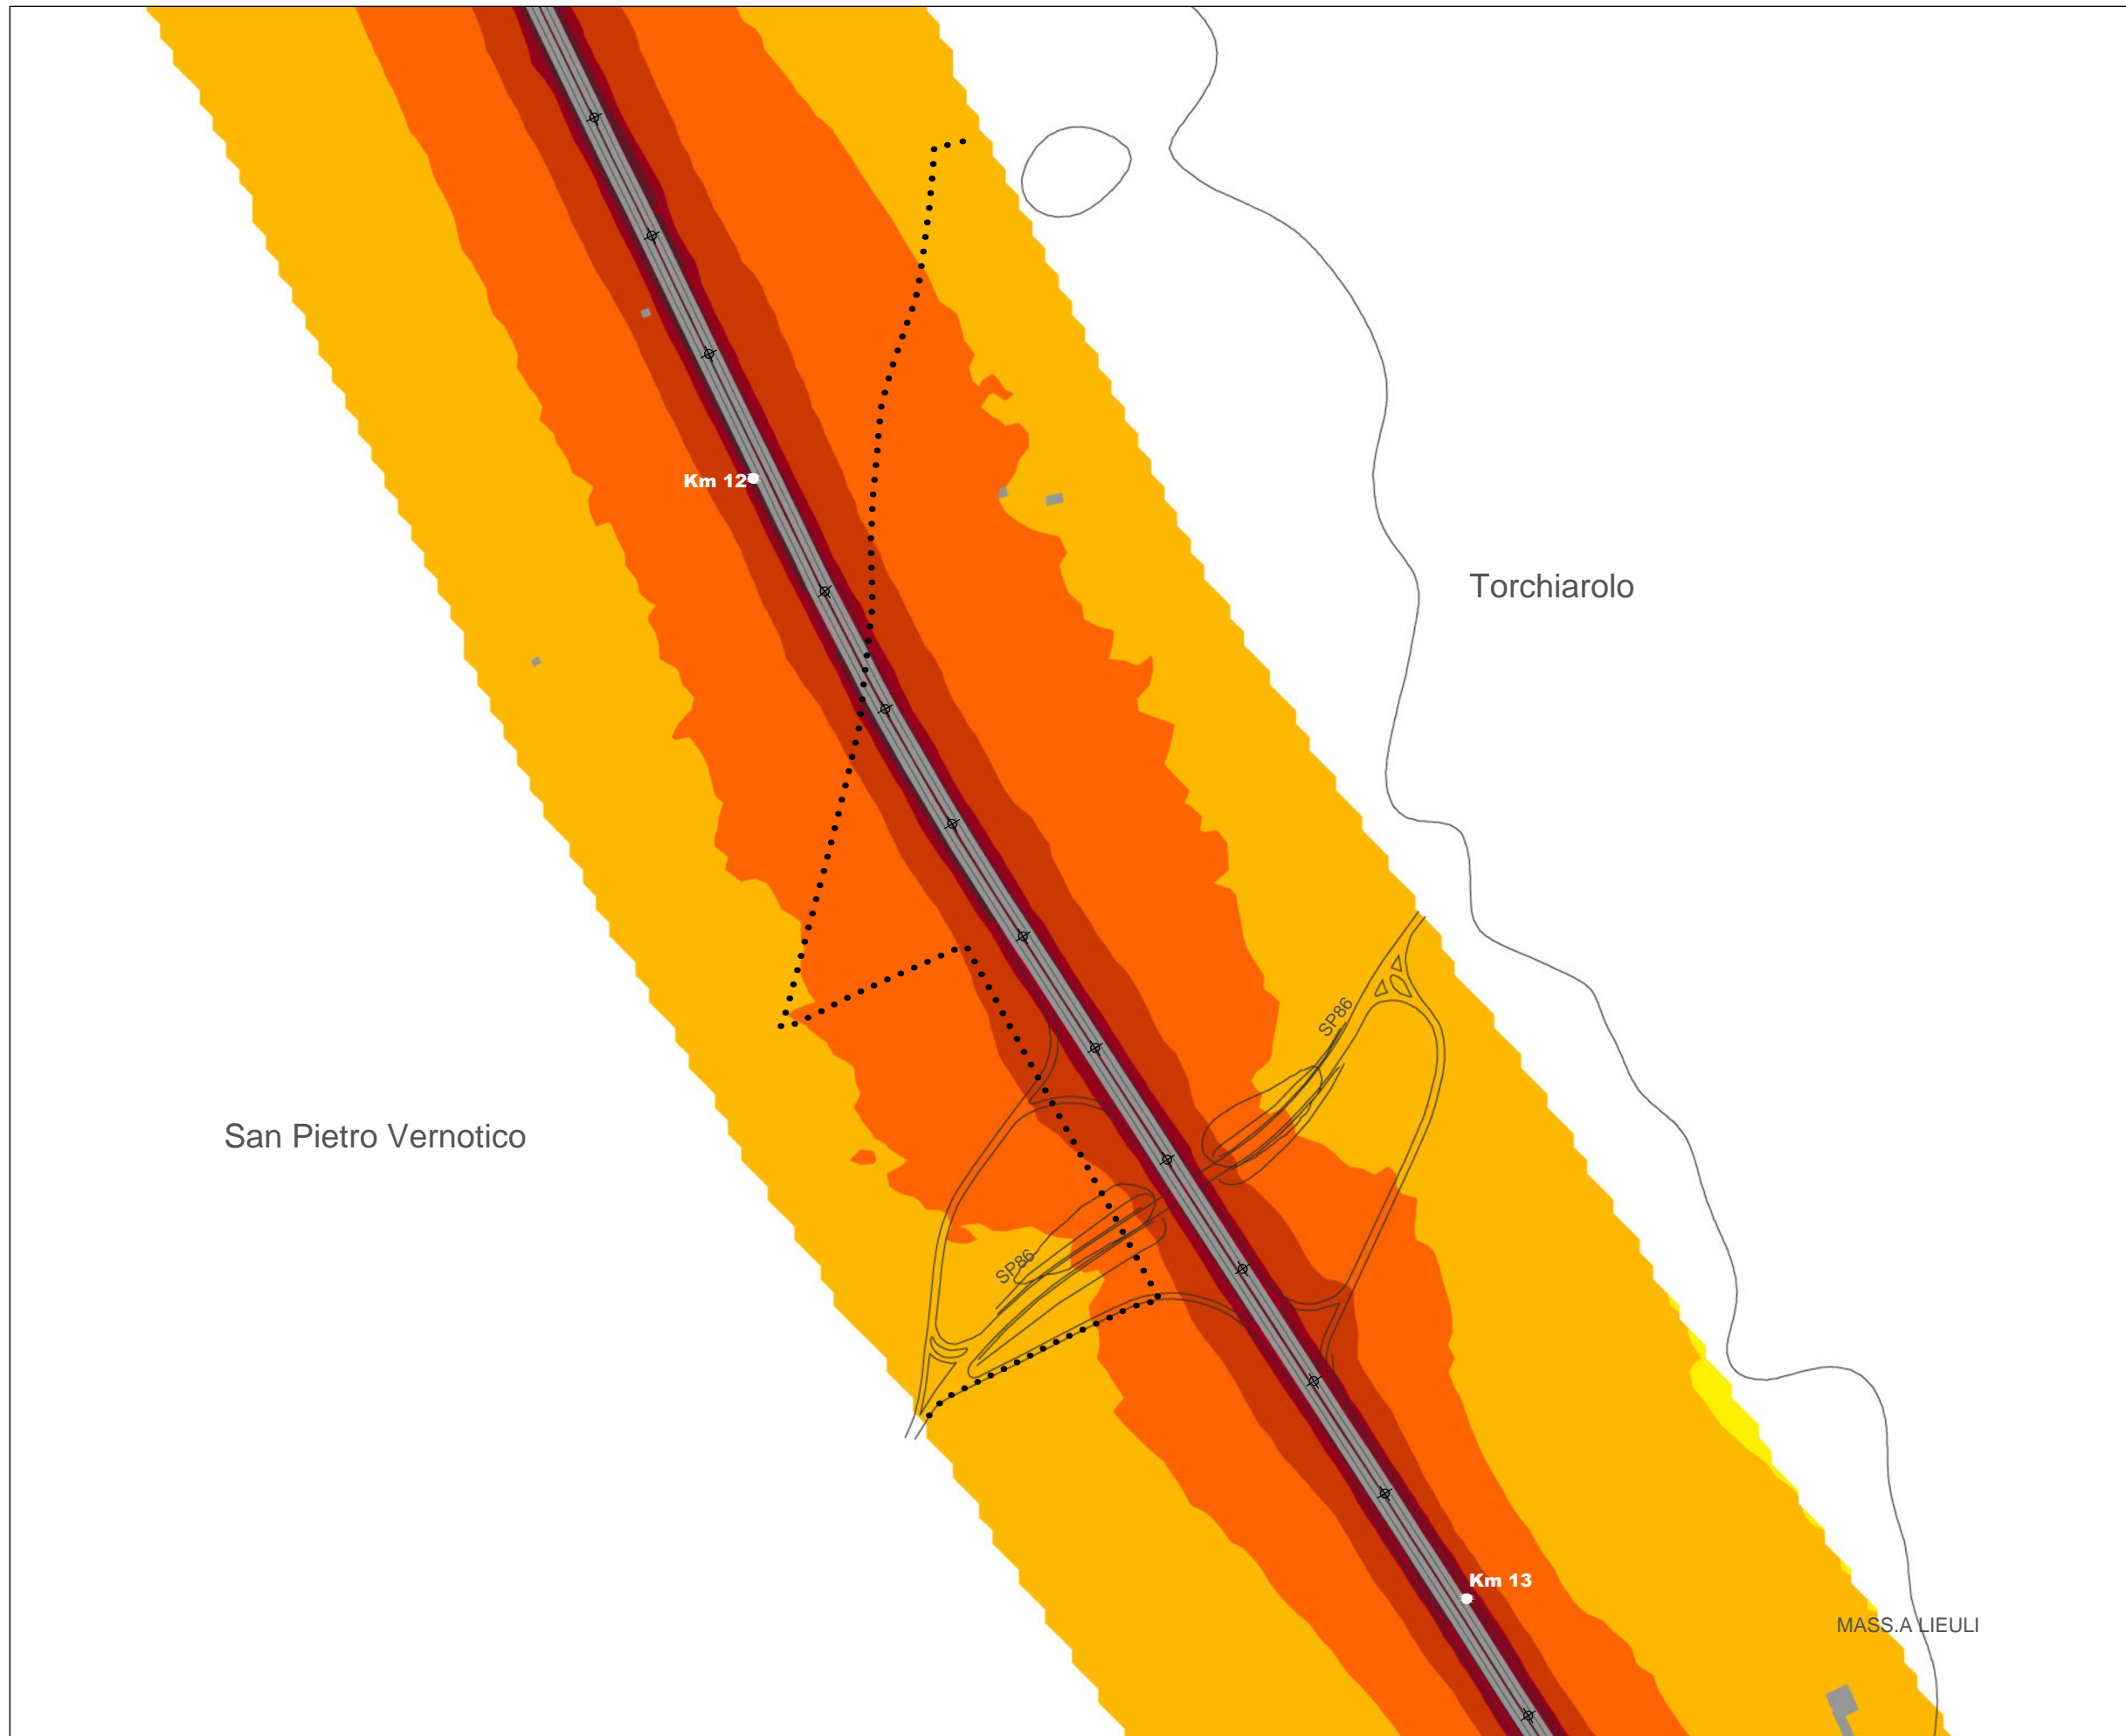 Km 12
Torchiarolo
SP86
San Pietro Vernotico
SP86
Km 13
MASS.A LIEULI